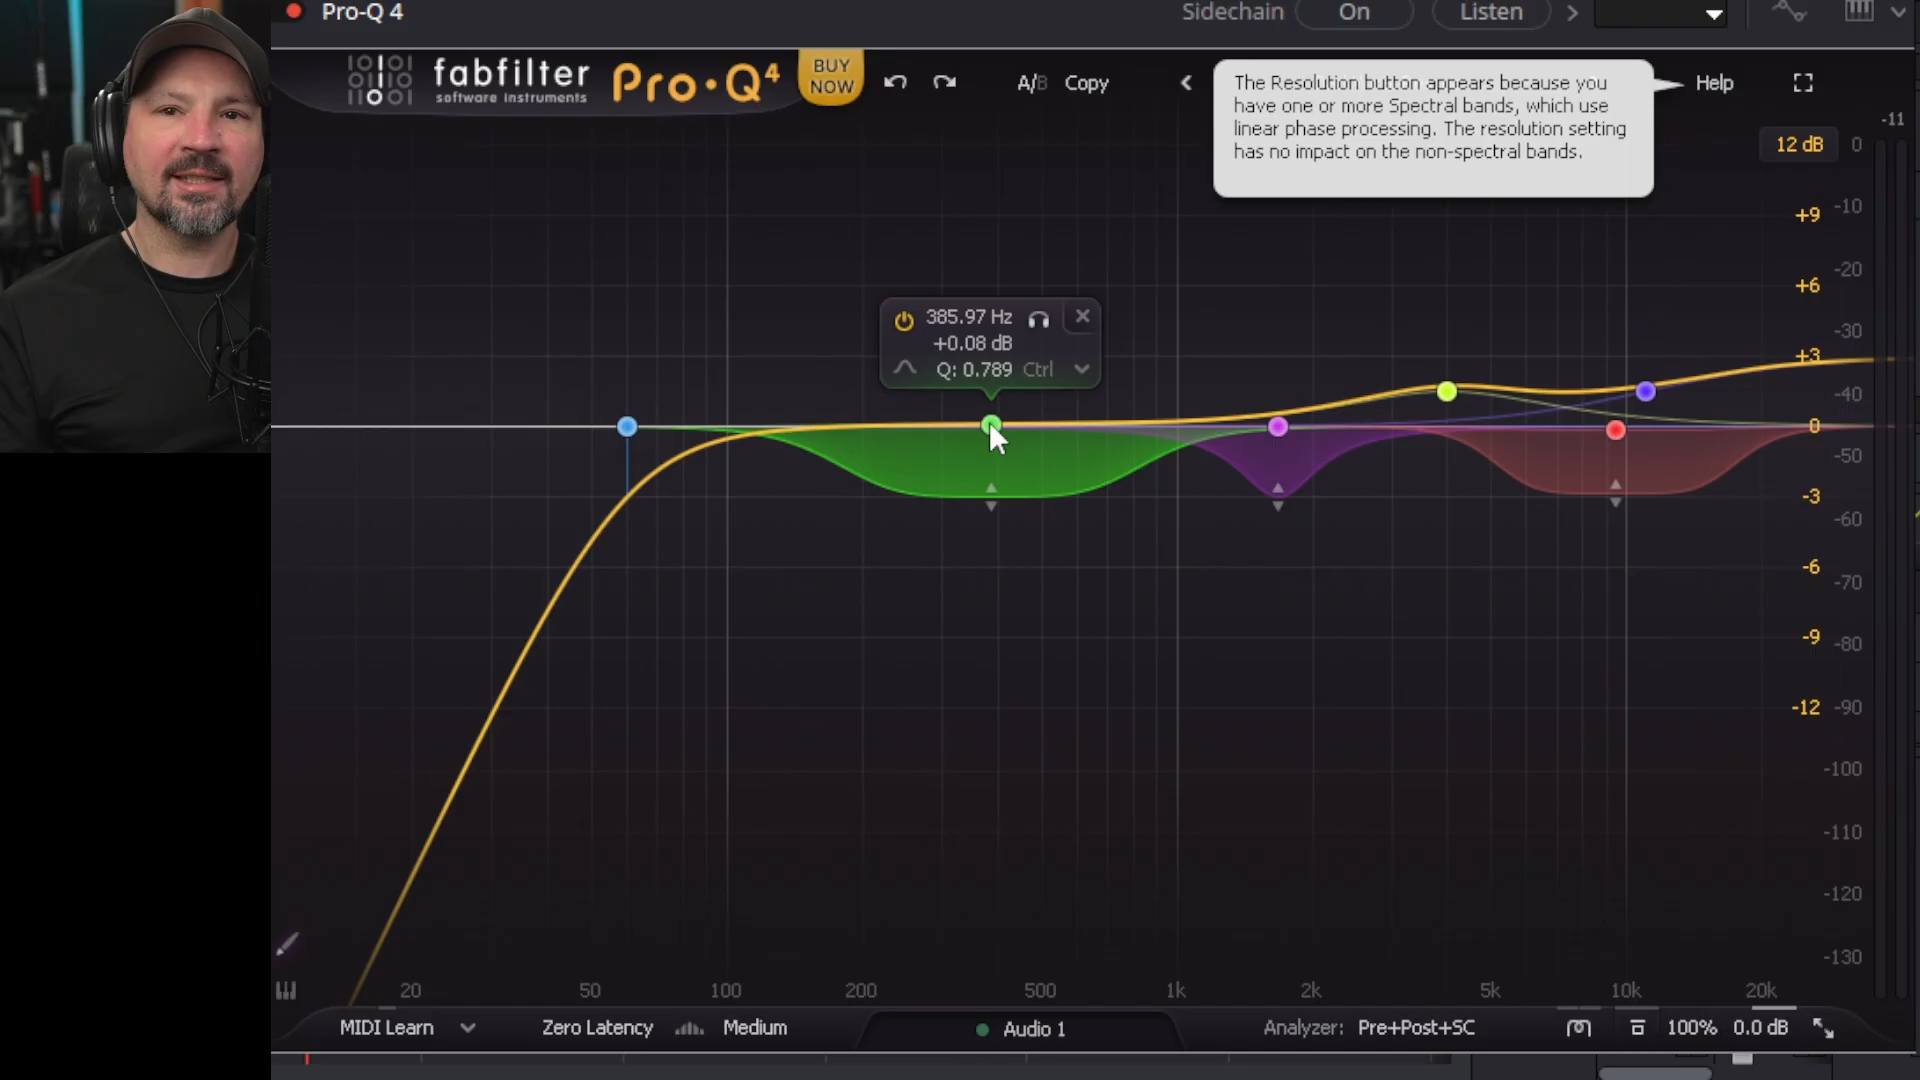 Pro-Q 4
Sidechain On Listen
fabfilter
software instruments
Pro·Q4
BUY
NOW
A/B Copy
The Resolution button appears because you
have one or more Spectral bands, which use
linear phase processing. The resolution setting
has no impact on the non-spectral bands.
Help
-11
12 dB 0
+9 -10
-20
+6
-30
+3
-40
0
-50
-3
-60
-6 -70
-9 -80
-12 -90
-100
-110
-120
-130
385.97 Hz
+0.08 dB
Q: 0.789 Ctrl
20 50 100 200 500 1k 2k 5k 10k 20k
MIDI Learn Zero Latency Medium Audio 1 Analyzer: Pre+Post+SC 100% 0.0 dB